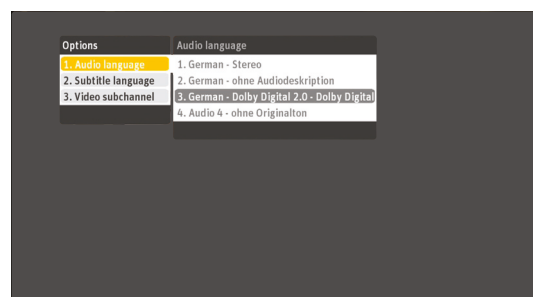 Options
1. Audio language
2. Subtitle language
3. Video subchannel
Audio language
1. German - Stereo
2. German - ohne Audiodeskription
3. German - Dolby Digital 2.0 - Dolby Digital
4. Audio 4 - ohne Originalton